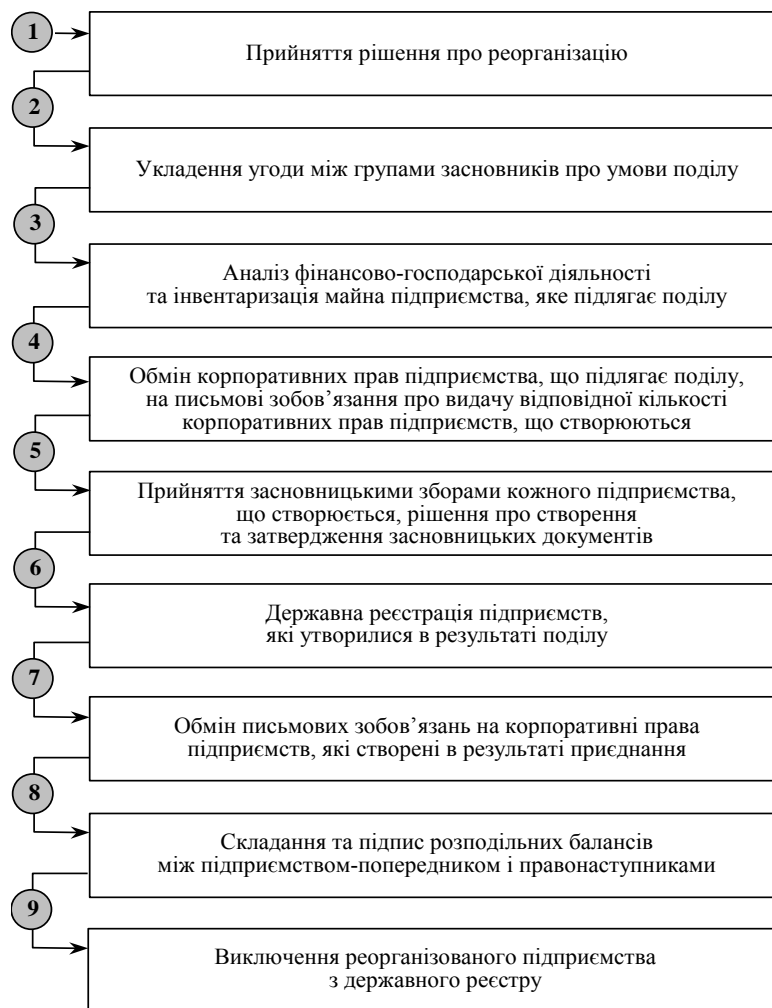 1
Прийняття рішення про реорганізацію
2
Укладення угоди між групами засновників про умови поділу
3
Аналіз фінансово-господарської діяльності
та інвентаризація майна підприємства, яке підлягає поділу
4
Обмін корпоративних прав підприємства, що підлягає поділу,
на письмові зобов’язання про видачу відповідної кількості
корпоративних прав підприємств, що створюються
5
Прийняття засновницькими зборами кожного підприємства,
що створюється, рішення про створення
та затвердження засновницьких документів
6
Державна реєстрація підприємств,
які утворилися в результаті поділу
7
Обмін письмових зобов’язань на корпоративні права
підприємств, які створені в результаті приєднання
8
Складання та підпис розподільних балансів
між підприємством-попередником і правонаступниками
9
Виключення реорганізованого підприємства
з державного реєстру